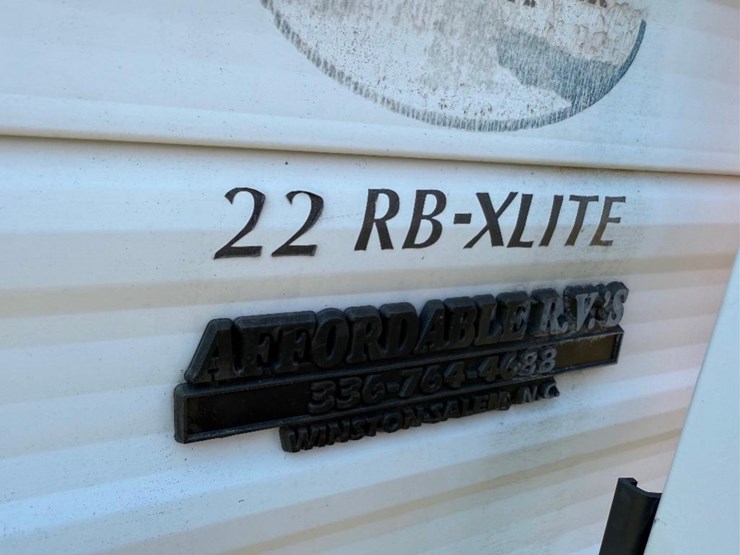 22 RB-XLITE
AFFORDABLE R.V.'S
336-764-4488
WINSTON-SALEM, N.C.